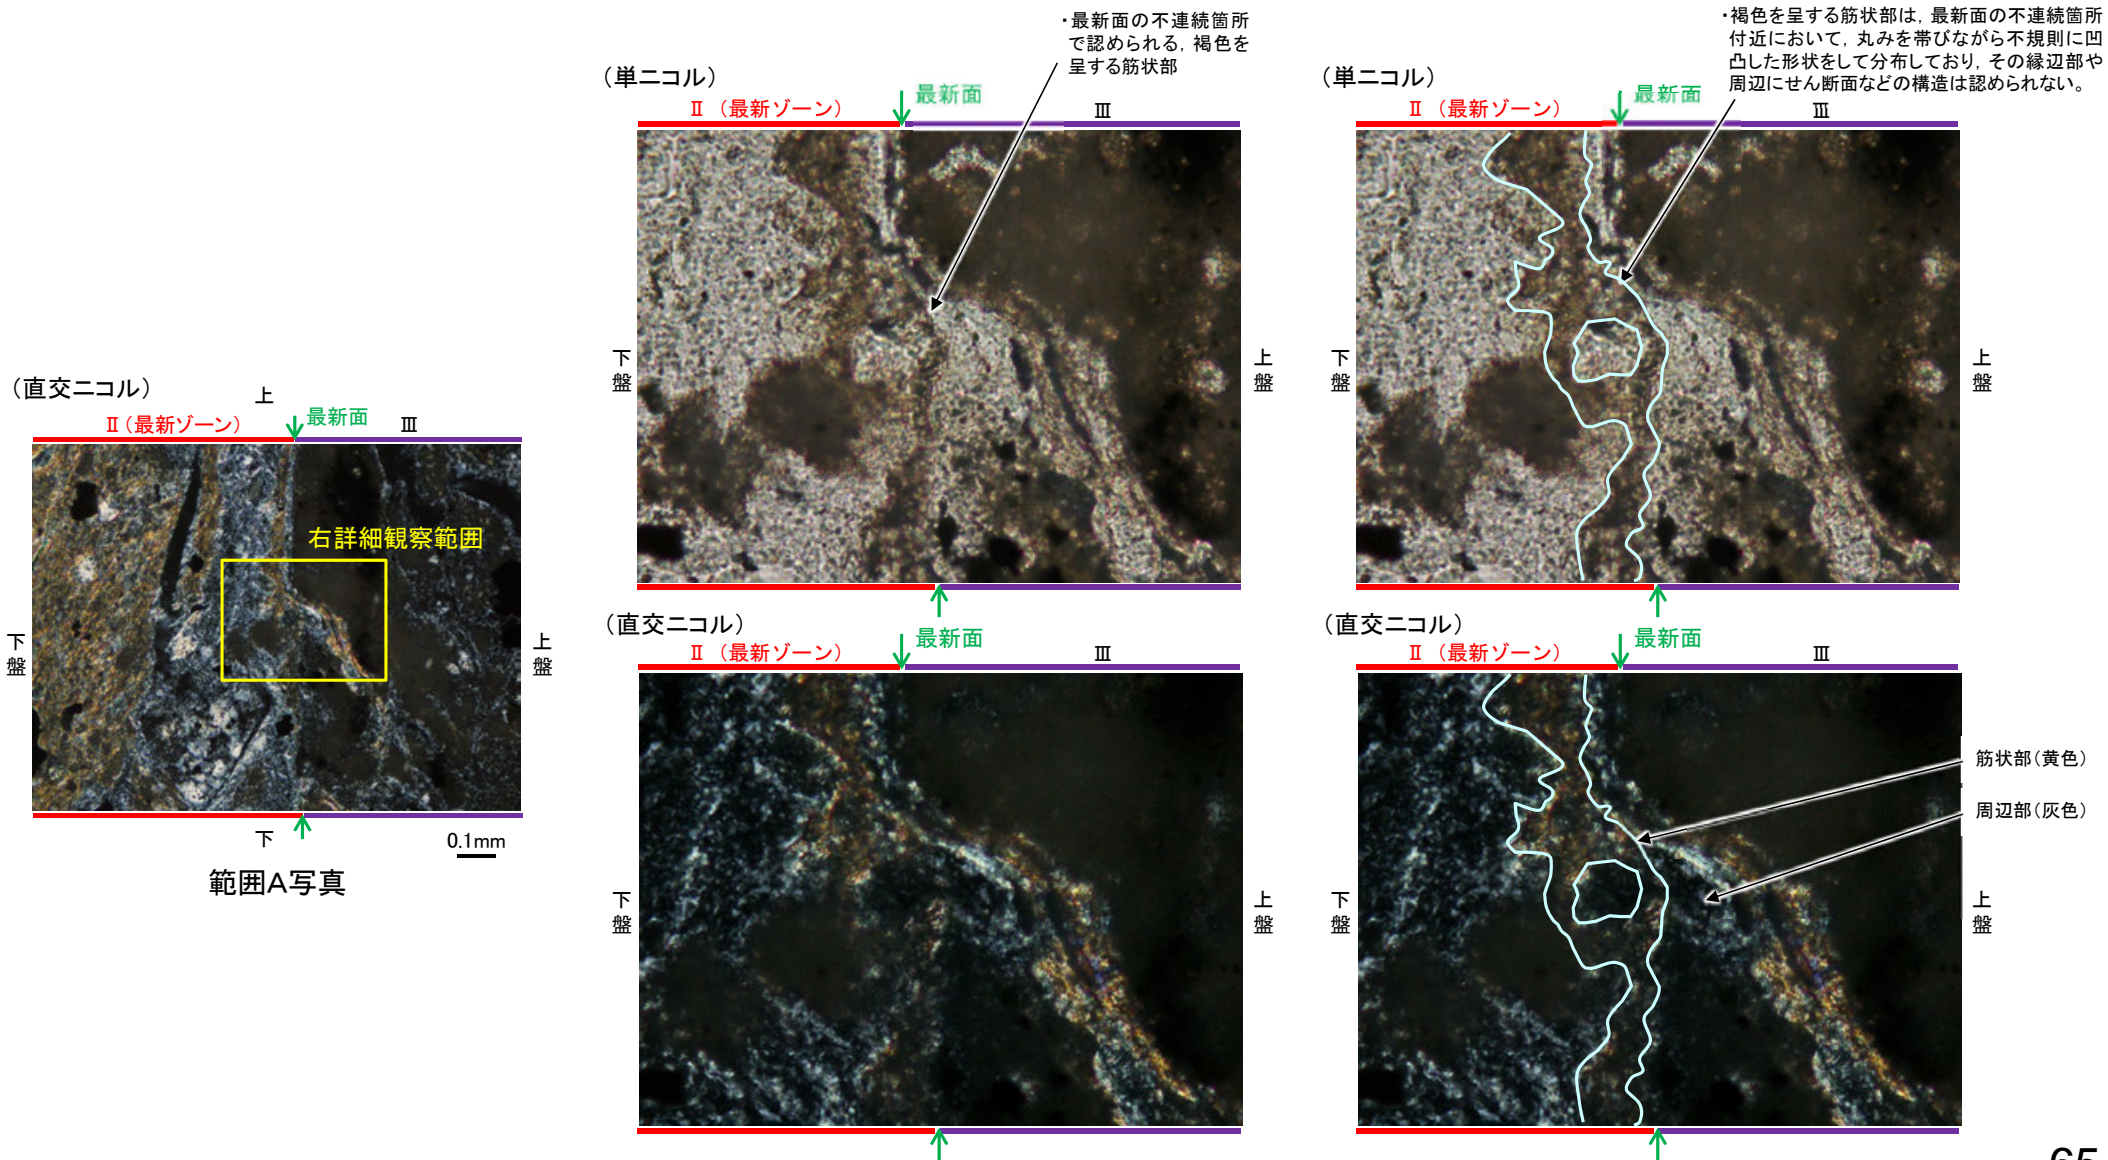 ・最新面の不連続箇所
で認められる, 褐色を
呈する筋状部
・褐色を呈する筋状部は, 最新面の不連続箇所
付近において, 丸みを帯びながら不規則に凹
凸した形状をして分布しており, その縁辺部や
周辺にせん断面などの構造は認められない。
（単ニコル）
Ⅱ （最新ゾーン）
最新面
Ⅲ
下盤
上盤
（単ニコル）
Ⅱ （最新ゾーン）
最新面
Ⅲ
下盤
上盤
（直交ニコル）
上
Ⅱ（最新ゾーン）
最新面
Ⅲ
右詳細観察範囲
下盤
上盤
下
0.1mm
範囲A写真
（直交ニコル）
Ⅱ （最新ゾーン）
最新面
Ⅲ
下盤
上盤
（直交ニコル）
Ⅱ （最新ゾーン）
最新面
Ⅲ
筋状部（黄色）
周辺部（灰色）
下盤
上盤